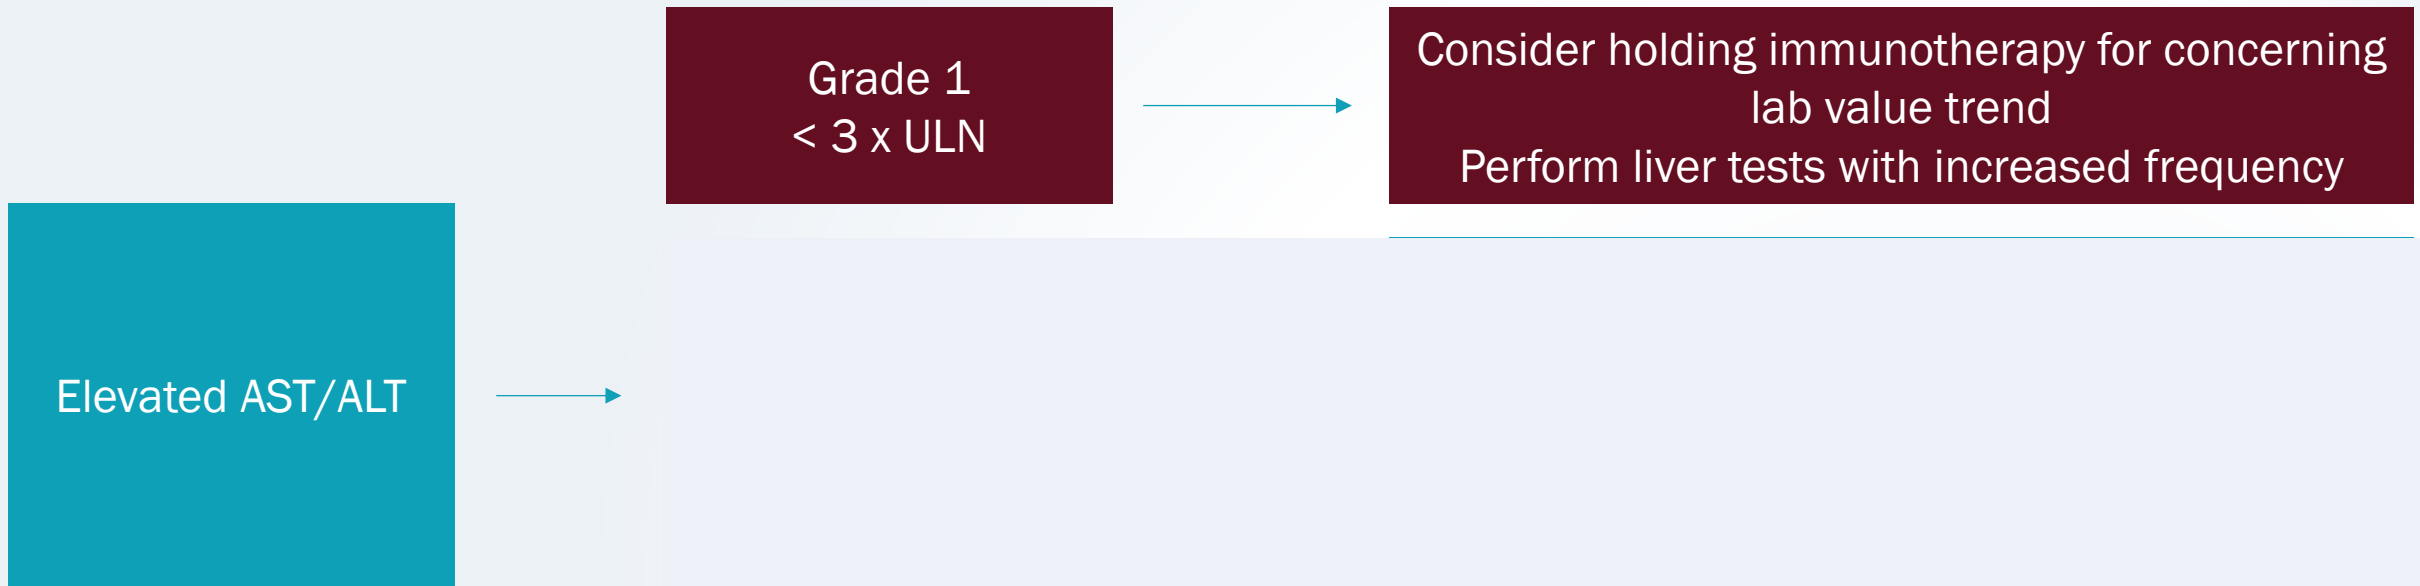 Grade 1
< 3 x ULN
Consider holding immunotherapy for concerning
lab value trend
Perform liver tests with increased frequency
Elevated AST/ALT